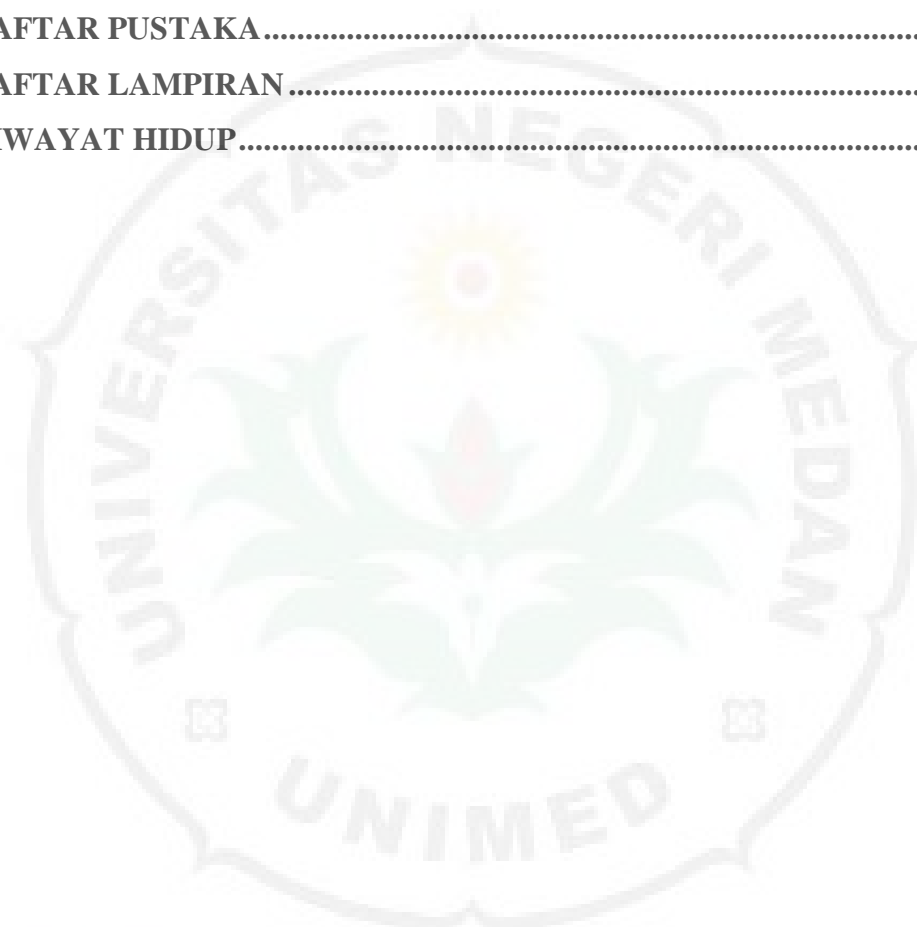 AFTAR PUSTAKA
AFTAR LAMPIRAN
IWAYAT HIDUP
UNIVERSITAS NEGERI MEDAN
UNIMED